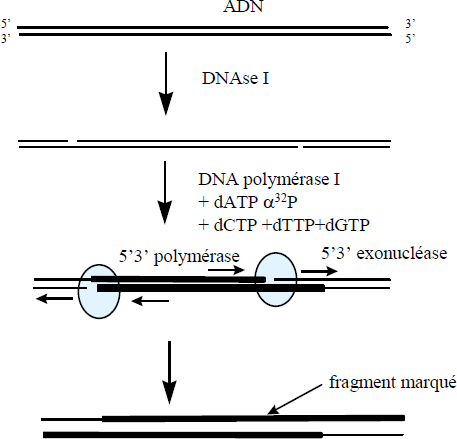 ADN
5’ 3’
3’ 5’
DNAse I
DNA polymérase I
+ dATP α³²P
+ dCTP +dTTP+dGTP
5’3’ polymérase 5’3’ exonucléase
fragment marqué